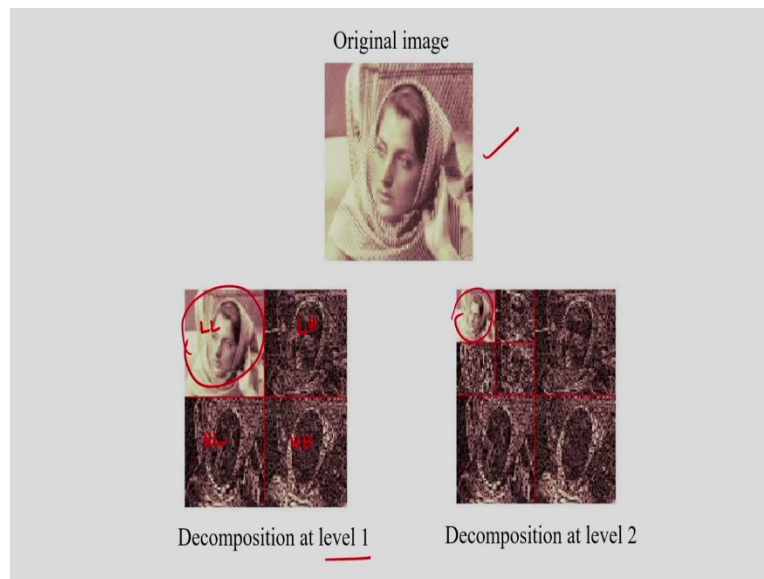 Original image
LL
LH
HL
HH
Decomposition at level 1
Decomposition at level 2